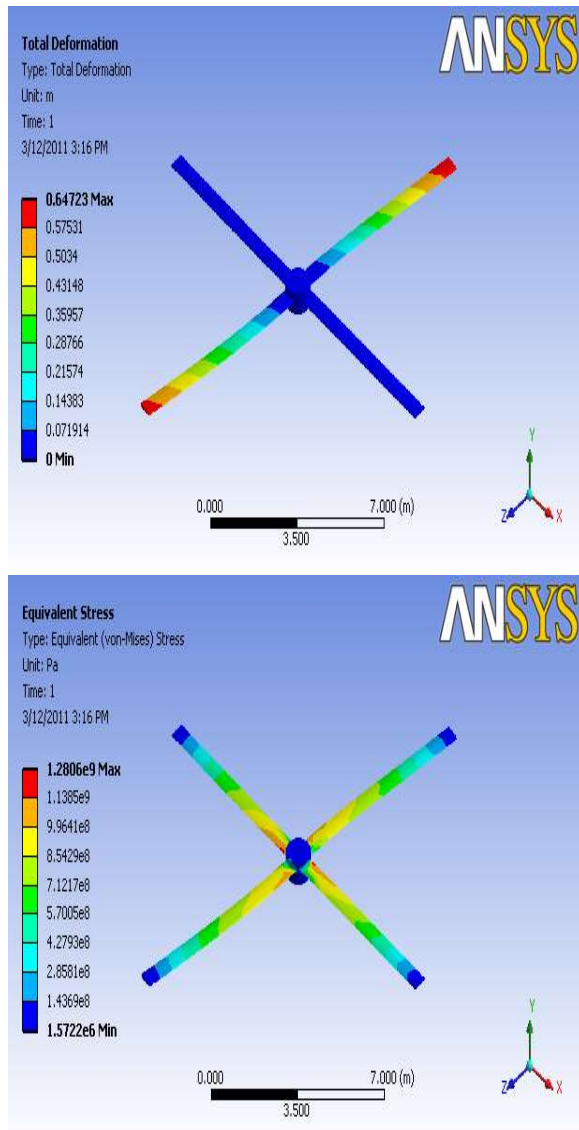 ANSYS
Total Deformation
Type: Total Deformation
Unit: m
Time: 1
3/12/2011 3:16 PM
0.64723 Max
0.57531
0.5034
0.43148
0.35957
0.28766
0.21574
0.14383
0.071914
0 Min
0.000
7.000 (m)
3.500
Y
Z
X
ANSYS
Equivalent Stress
Type: Equivalent (von-Mises) Stress
Unit: Pa
Time: 1
3/12/2011 3:16 PM
1.2806e9 Max
1.1385e9
9.9641e8
8.5429e8
7.1217e8
5.7005e8
4.2793e8
2.8581e8
1.4369e8
1.5722e6 Min
0.000
7.000 (m)
3.500
Y
Z
X